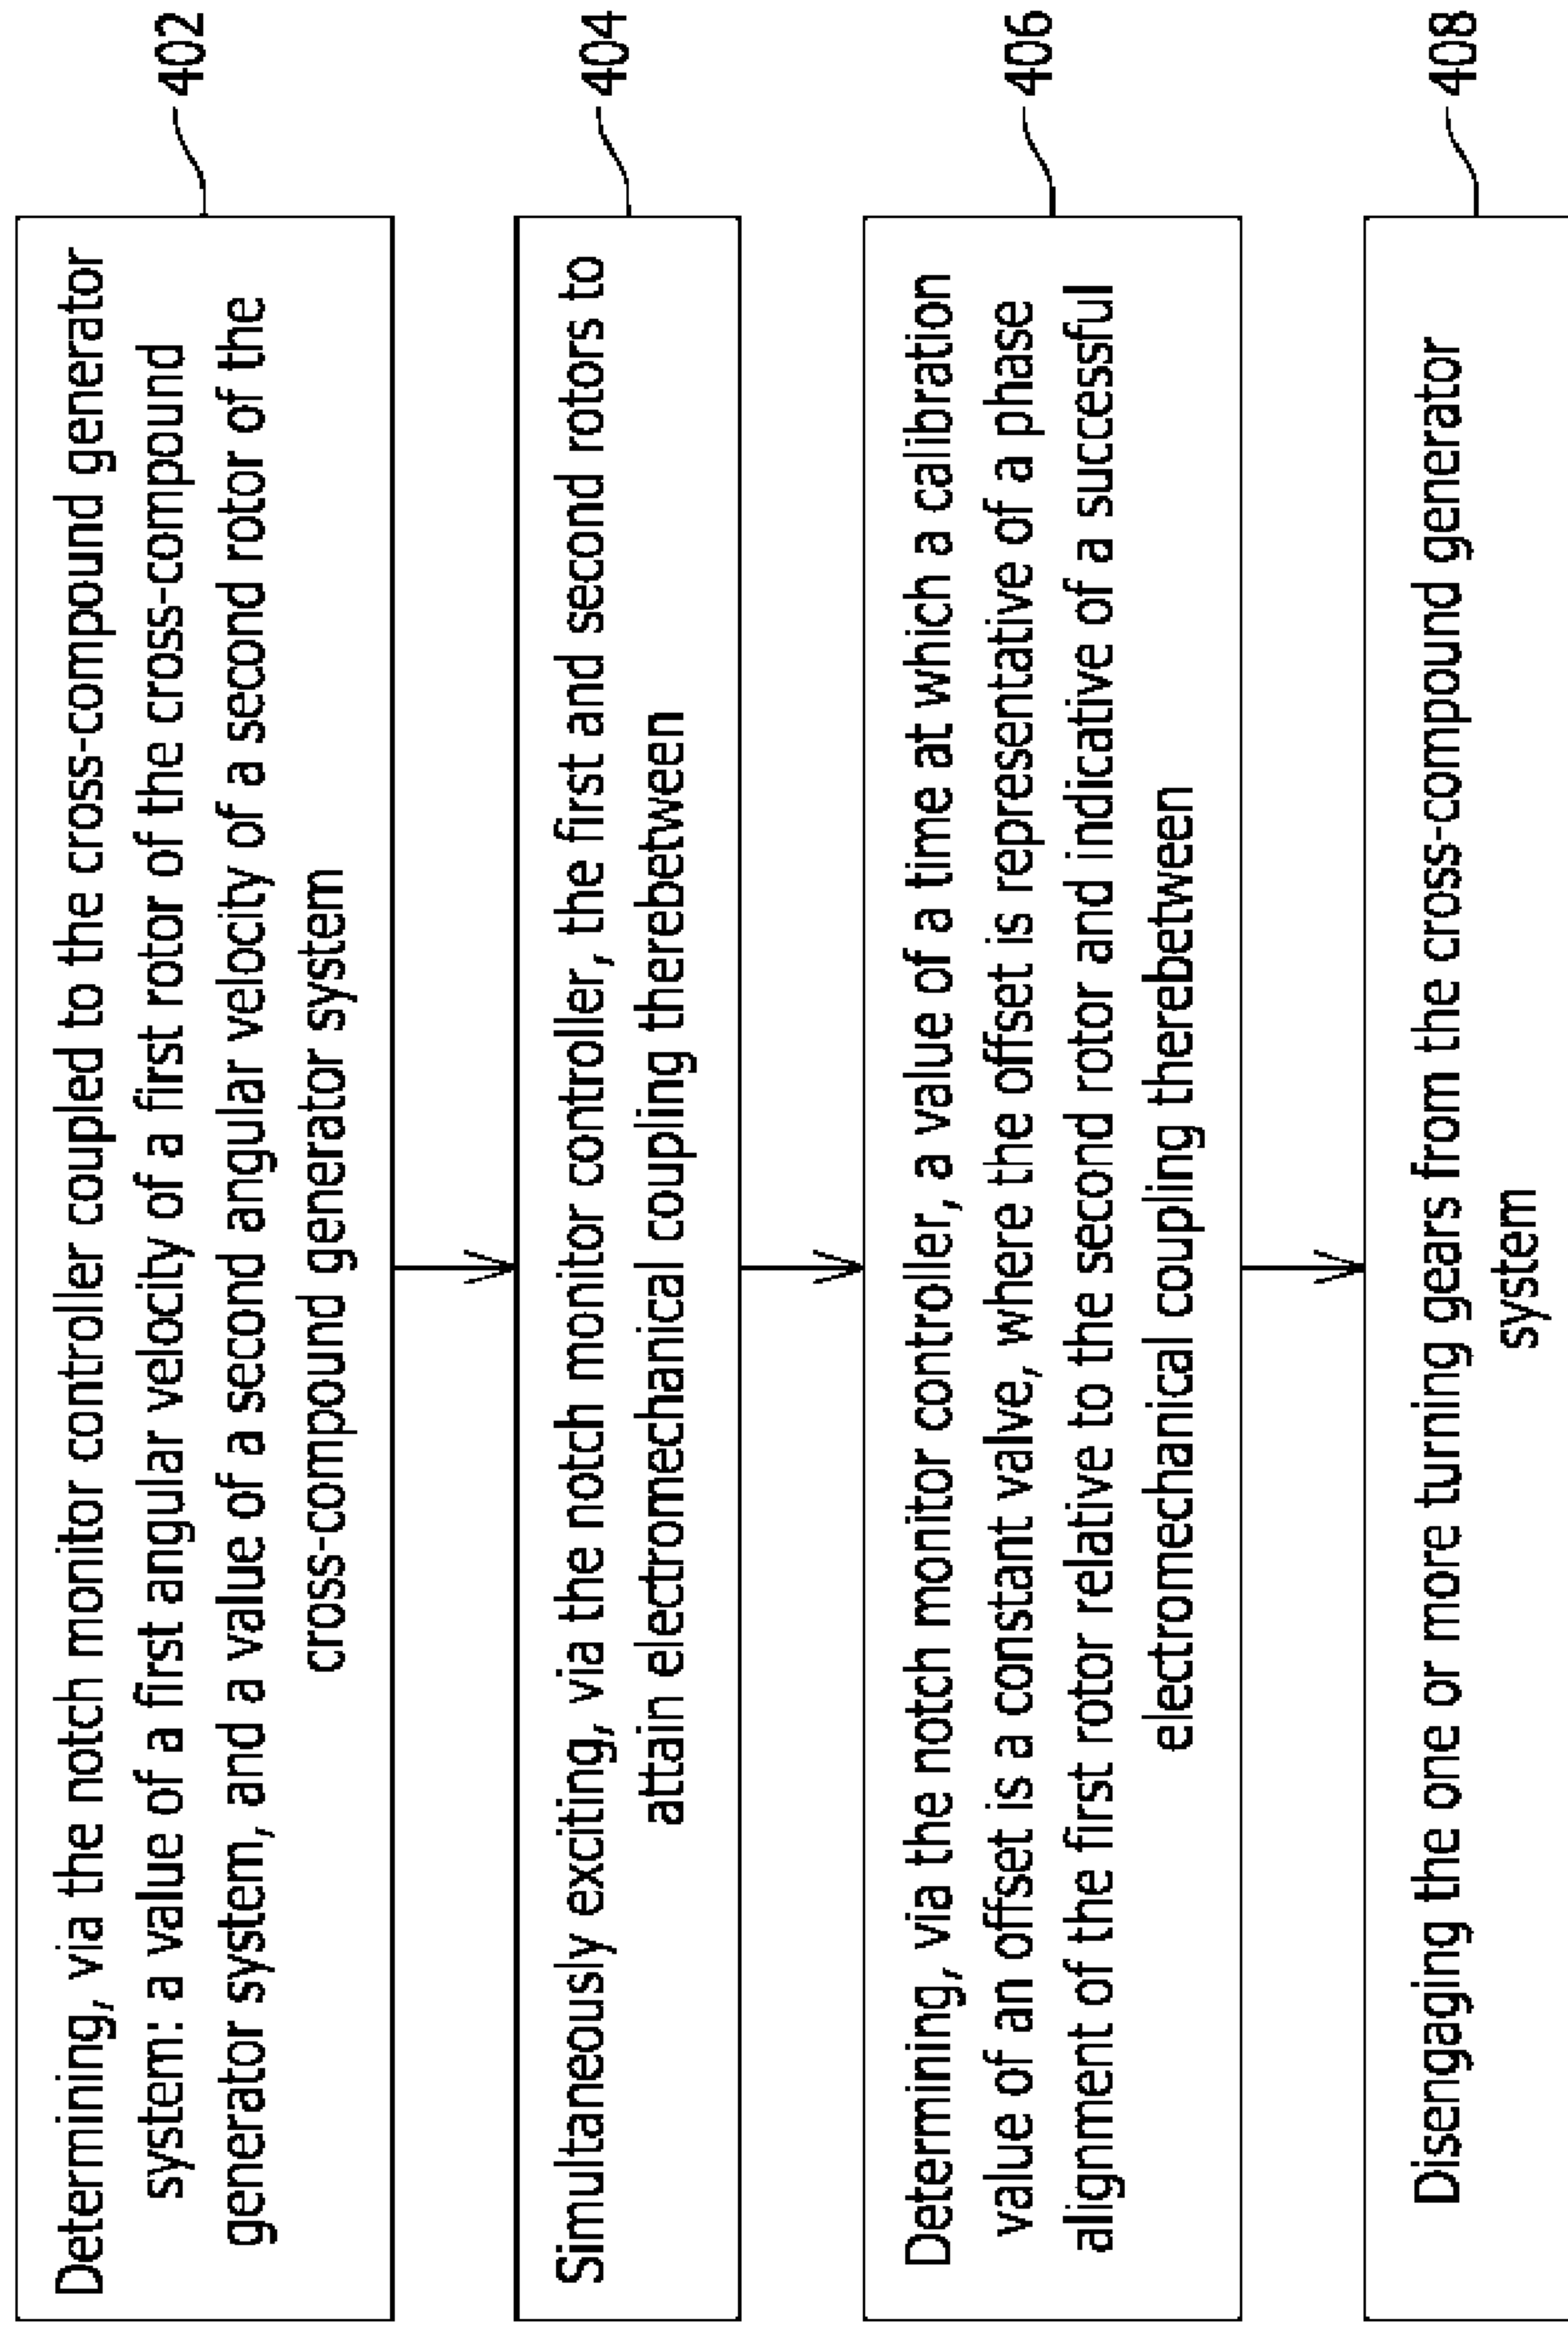 Determining, via the notch monitor controller coupled to the cross-compound generator
system: a value of a first angular velocity of a first rotor of the cross-compound
generator system, and a value of a second angular velocity of a second rotor of the
cross-compound generator system
402
Simultaneously exciting, via the notch monitor controller, the first and second rotors to
attain electromechanical coupling therebetween
404
Determining, via the notch monitor controller, a value of a time at which a calibration
value of an offset is a constant valve, where the offset is representative of a phase
alignment of the first rotor relative to the second rotor and indicative of a successful
electromechanical coupling therebetween
406
Disengaging the one or more turning gears from the cross-compound generator
system
408